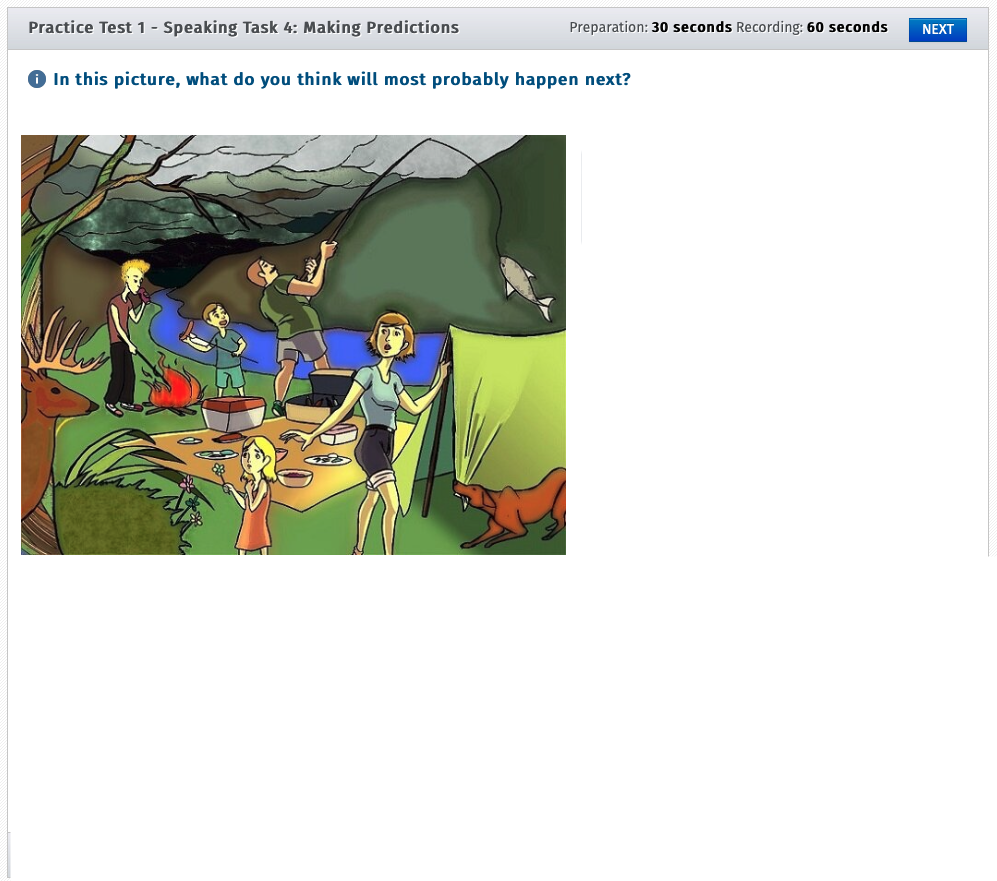 Practice Test 1 - Speaking Task 4: Making Predictions
Preparation: 30 seconds Recording: 60 seconds
NEXT
In this picture, what do you think will most probably happen next?